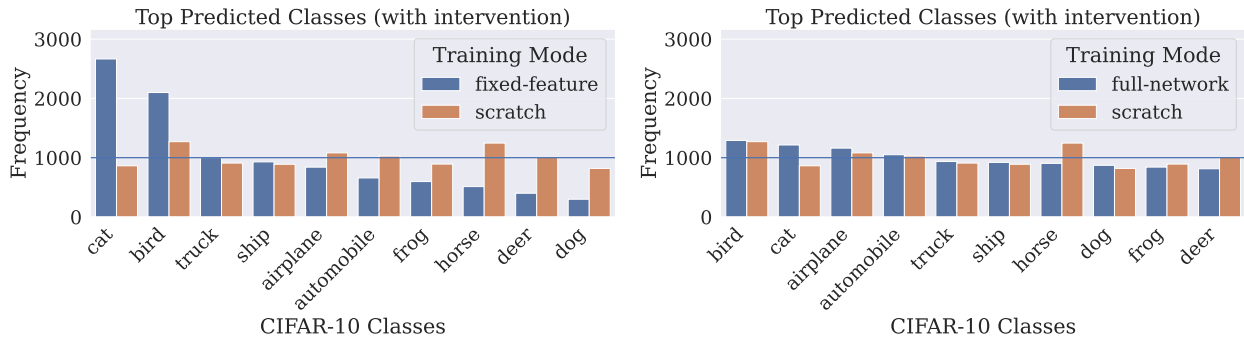 Top Predicted Classes (with intervention)
Frequency
3000
2000
1000
0
Training Mode
fixed-feature
scratch
cat
bird
truck
ship
airplane
automobile
frog
horse
deer
dog
CIFAR-10 Classes
Top Predicted Classes (with intervention)
Frequency
3000
2000
1000
0
Training Mode
full-network
scratch
bird
cat
airplane
automobile
truck
ship
horse
dog
frog
deer
CIFAR-10 Classes